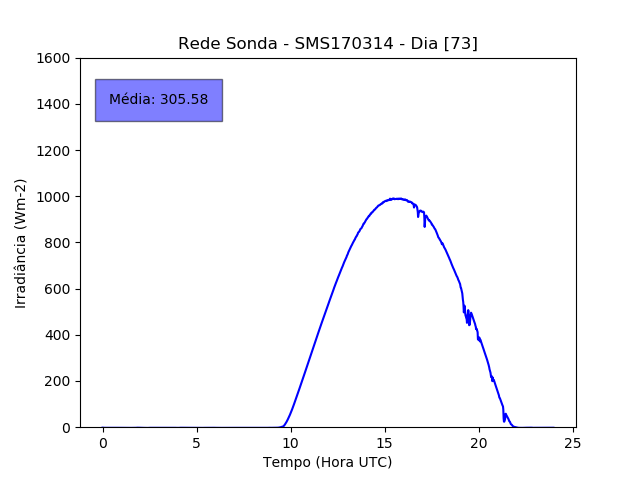 Rede Sonda - SMS170314 - Dia [73]
1600
1400
1200
1000
800
600
400
200
0
Média: 305.58
Irradiância (Wm-2)
0 5 10 15 20 25
Tempo (Hora UTC)